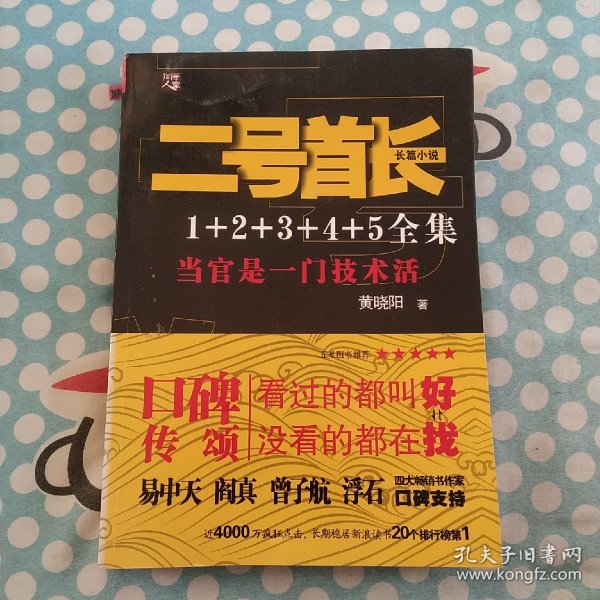 二号首长
长篇小说
1+2+3+4+5全集
当官是一门技术活
黄晓阳 著
五星图书推荐 ★★★★★
口碑传颂
看过的都叫好
没看的都在找
易中天 阎真 曾子航 浮石
四大畅销书作家
口碑支持
近4000万疯狂点击，长期稳居新浪读书20个排行榜第1
孔夫子旧书网
www.kongfz.com